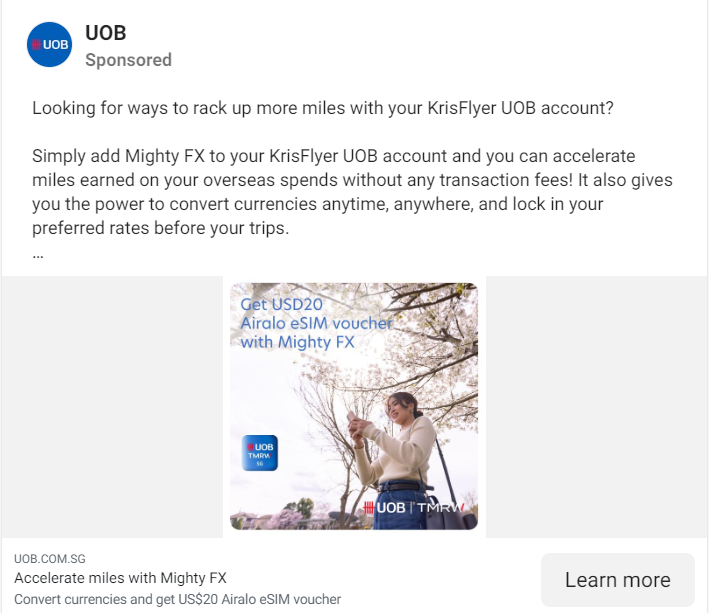 UOB
UOB
Sponsored
Looking for ways to rack up more miles with your KrisFlyer UOB account?
Simply add Mighty FX to your KrisFlyer UOB account and you can accelerate
miles earned on your overseas spends without any transaction fees! It also gives
you the power to convert currencies anytime, anywhere, and lock in your
preferred rates before your trips.
...
Get USD20
Airalo eSIM voucher
with Mighty FX
UOB
TMRW
SG
UOB | TMRW
UOB.COM.SG
Accelerate miles with Mighty FX
Convert currencies and get US$20 Airalo eSIM voucher
Learn more